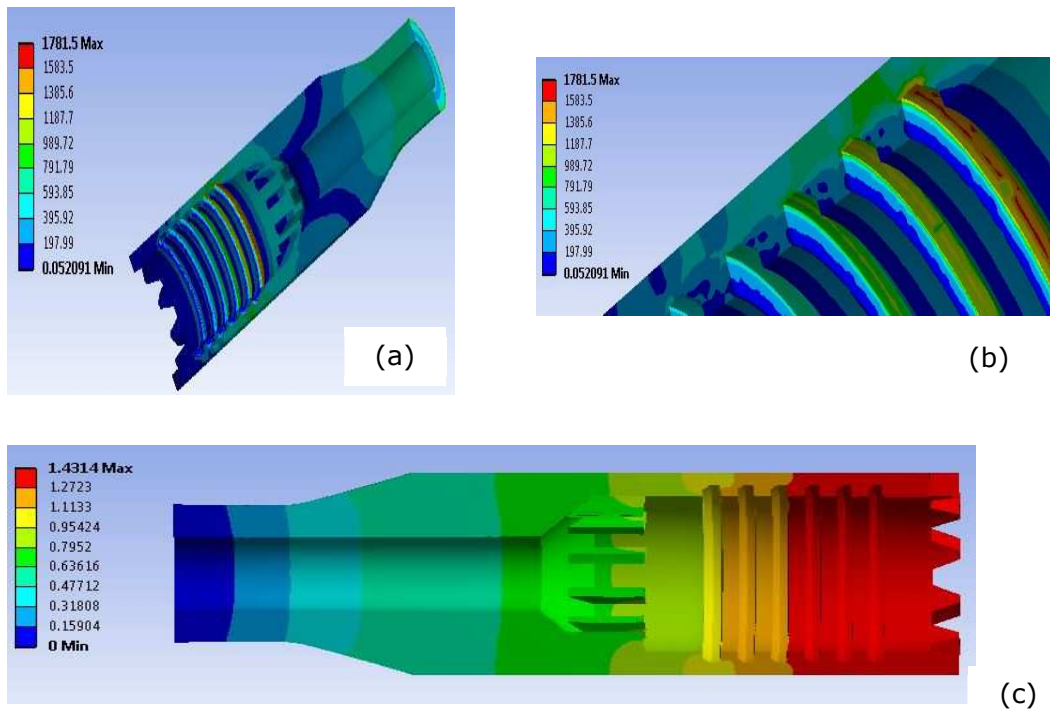 1781.5 Max
1583.5
1385.6
1187.7
989.72
791.79
593.85
395.92
197.99
0.052091 Min
(a)
1781.5 Max
1583.5
1385.6
1187.7
989.72
791.79
593.85
395.92
197.99
0.052091 Min
(b)
1.4314 Max
1.2723
1.1133
0.95424
0.7952
0.63616
0.47712
0.31808
0.15904
0 Min
(c)